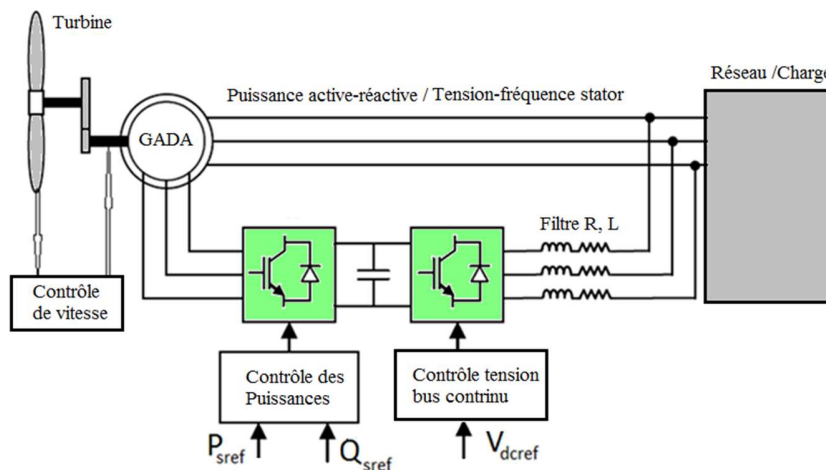 Turbine
Réseau /Charge
Puissance active-réactive / Tension-fréquence stator
GADA
Filtre R, L
Contrôle
de vitesse
Contrôle des
Puissances
Contrôle tension
bus contrinu
Psref
Qsref
Vdcref